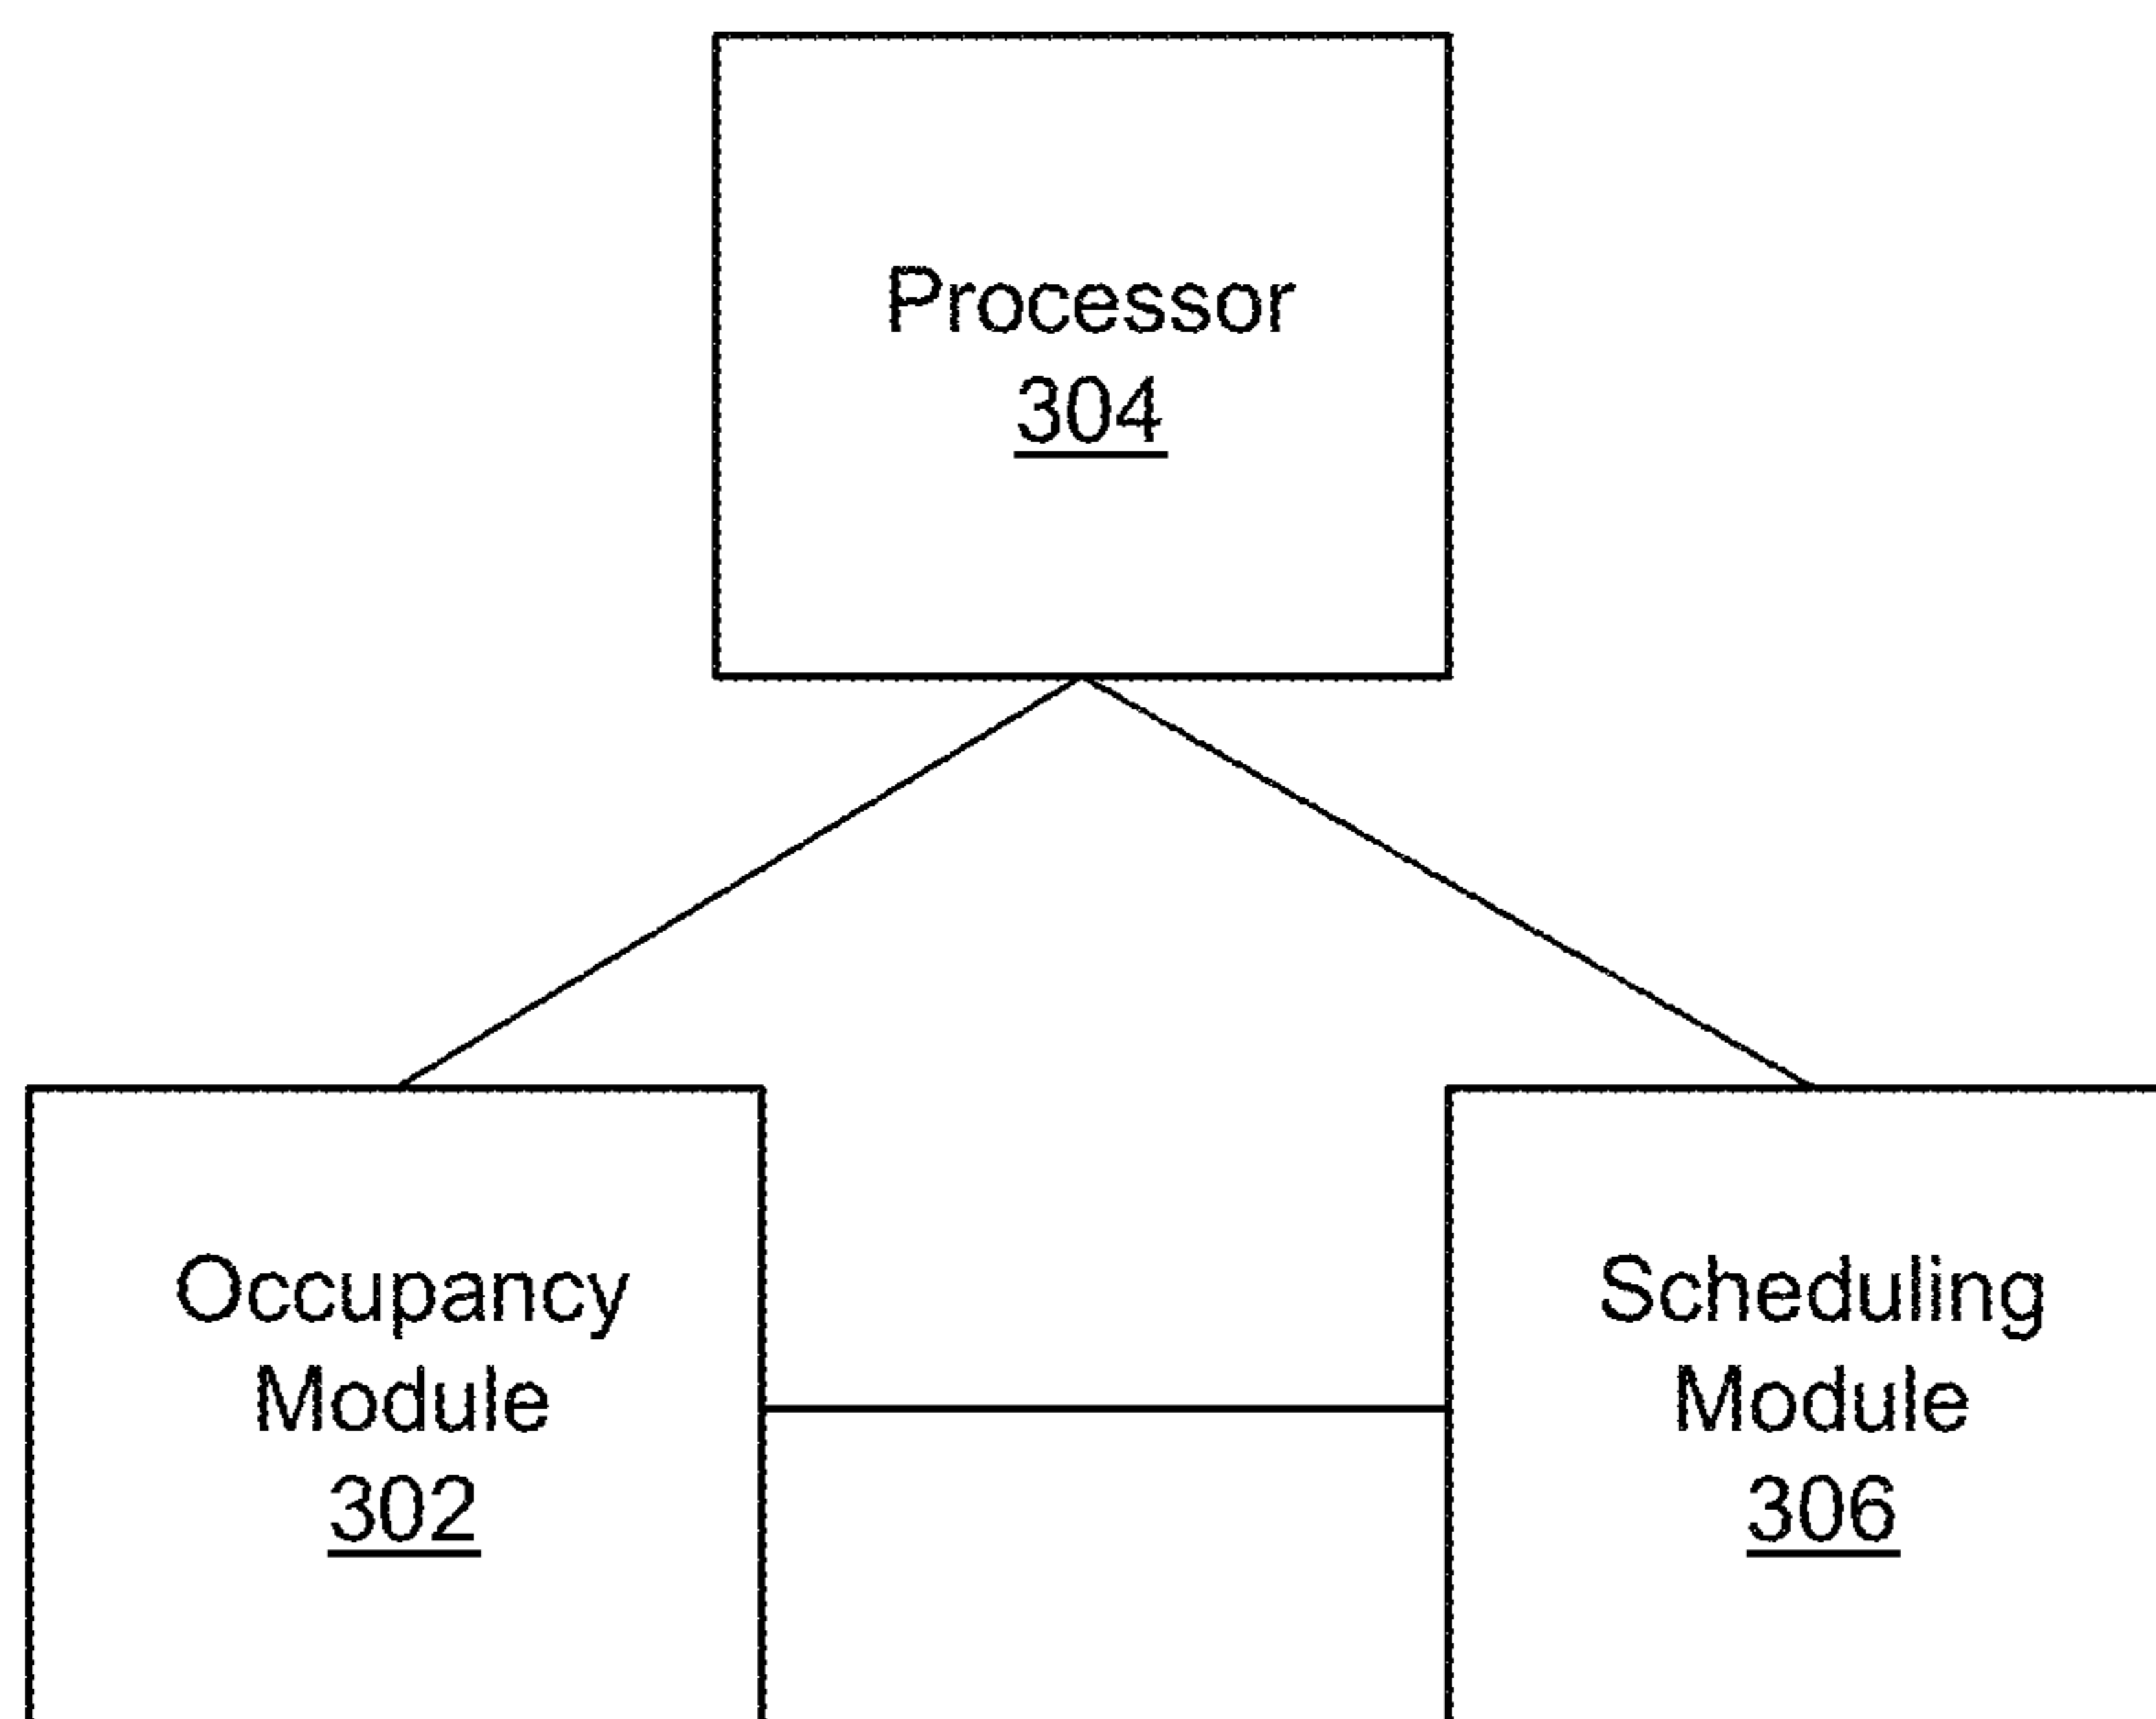 Processor
304
Occupancy
Module
302
Scheduling
Module
306